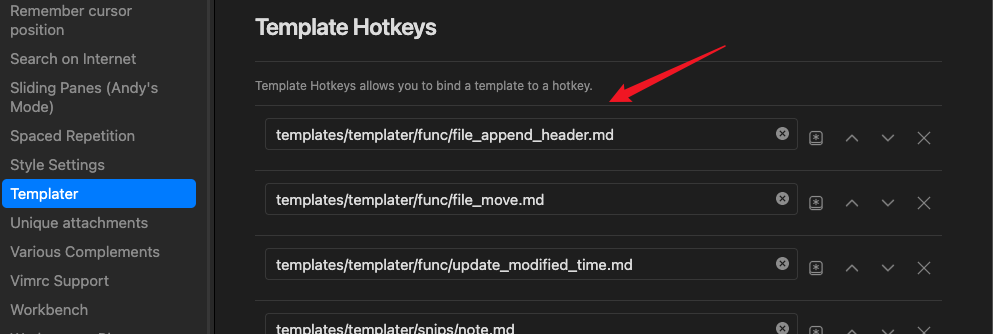 Remember cursor
position
Search on Internet
Sliding Panes (Andy's
Mode)
Spaced Repetition
Style Settings
Templater
Unique attachments
Various Complements
Vimrc Support
Workbench
Template Hotkeys
Template Hotkeys allows you to bind a template to a hotkey.
templates/templater/func/file_append_header.md
templates/templater/func/file_move.md
templates/templater/func/update_modified_time.md
templates/templater/snips/note.md